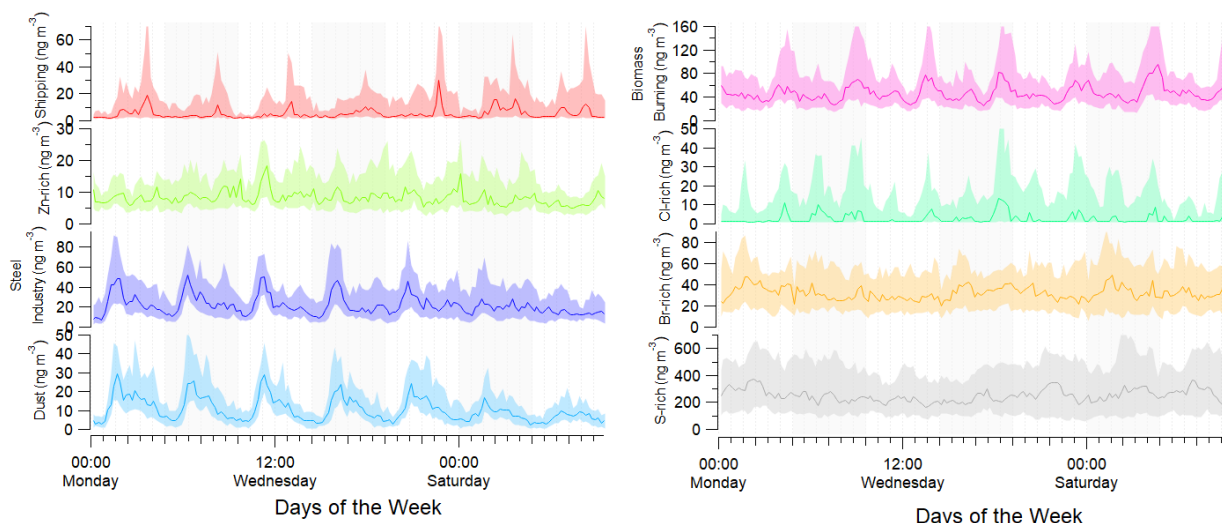 Shipping (ng m⁻³)
60
40
20
0
Zn-rich (ng m⁻³)
30
20
10
0
Steel
Industry (ng m⁻³)
80
60
40
20
0
Dust (ng m⁻³)
50
40
30
20
10
0
00:00
Monday
12:00
Wednesday
00:00
Saturday
Days of the Week
Biomass
Burning (ng m⁻³)
160
120
80
40
0
Cl-rich (ng m⁻³)
50
40
30
20
10
0
Br-rich (ng m⁻³)
80
60
40
20
0
S-rich (ng m⁻³)
600
400
200
0
00:00
Monday
12:00
Wednesday
00:00
Saturday
Days of the Week